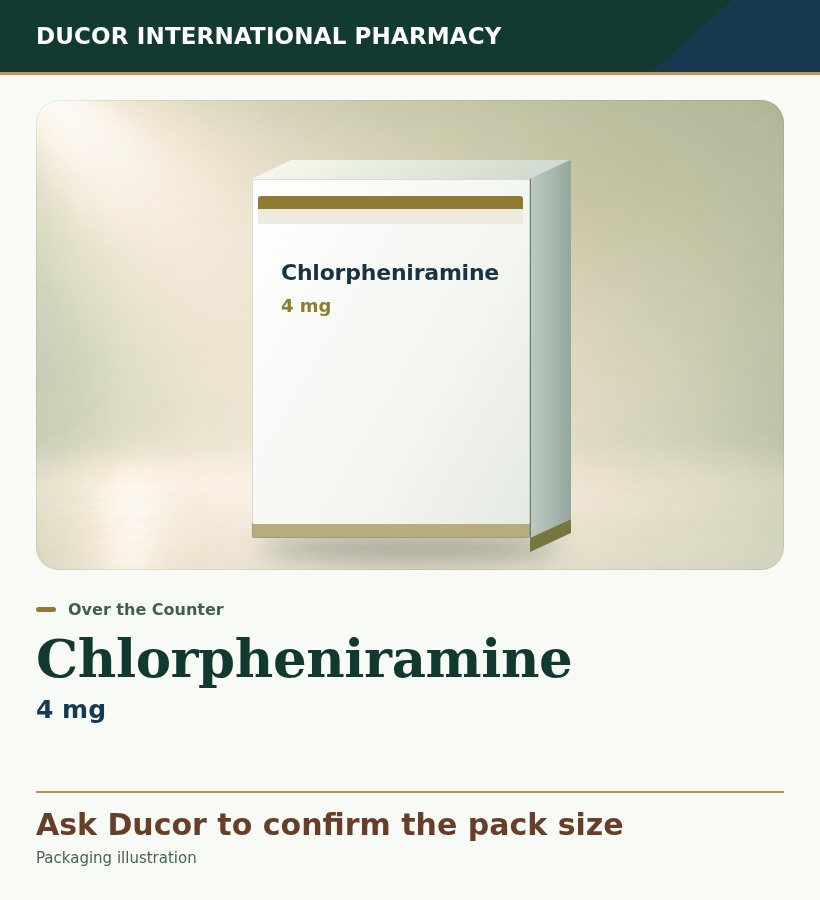 DUCOR INTERNATIONAL PHARMACY
Chlorpheniramine
4 mg
Over the Counter
Chlorpheniramine
4 mg
Ask Ducor to confirm the pack size
Packaging illustration